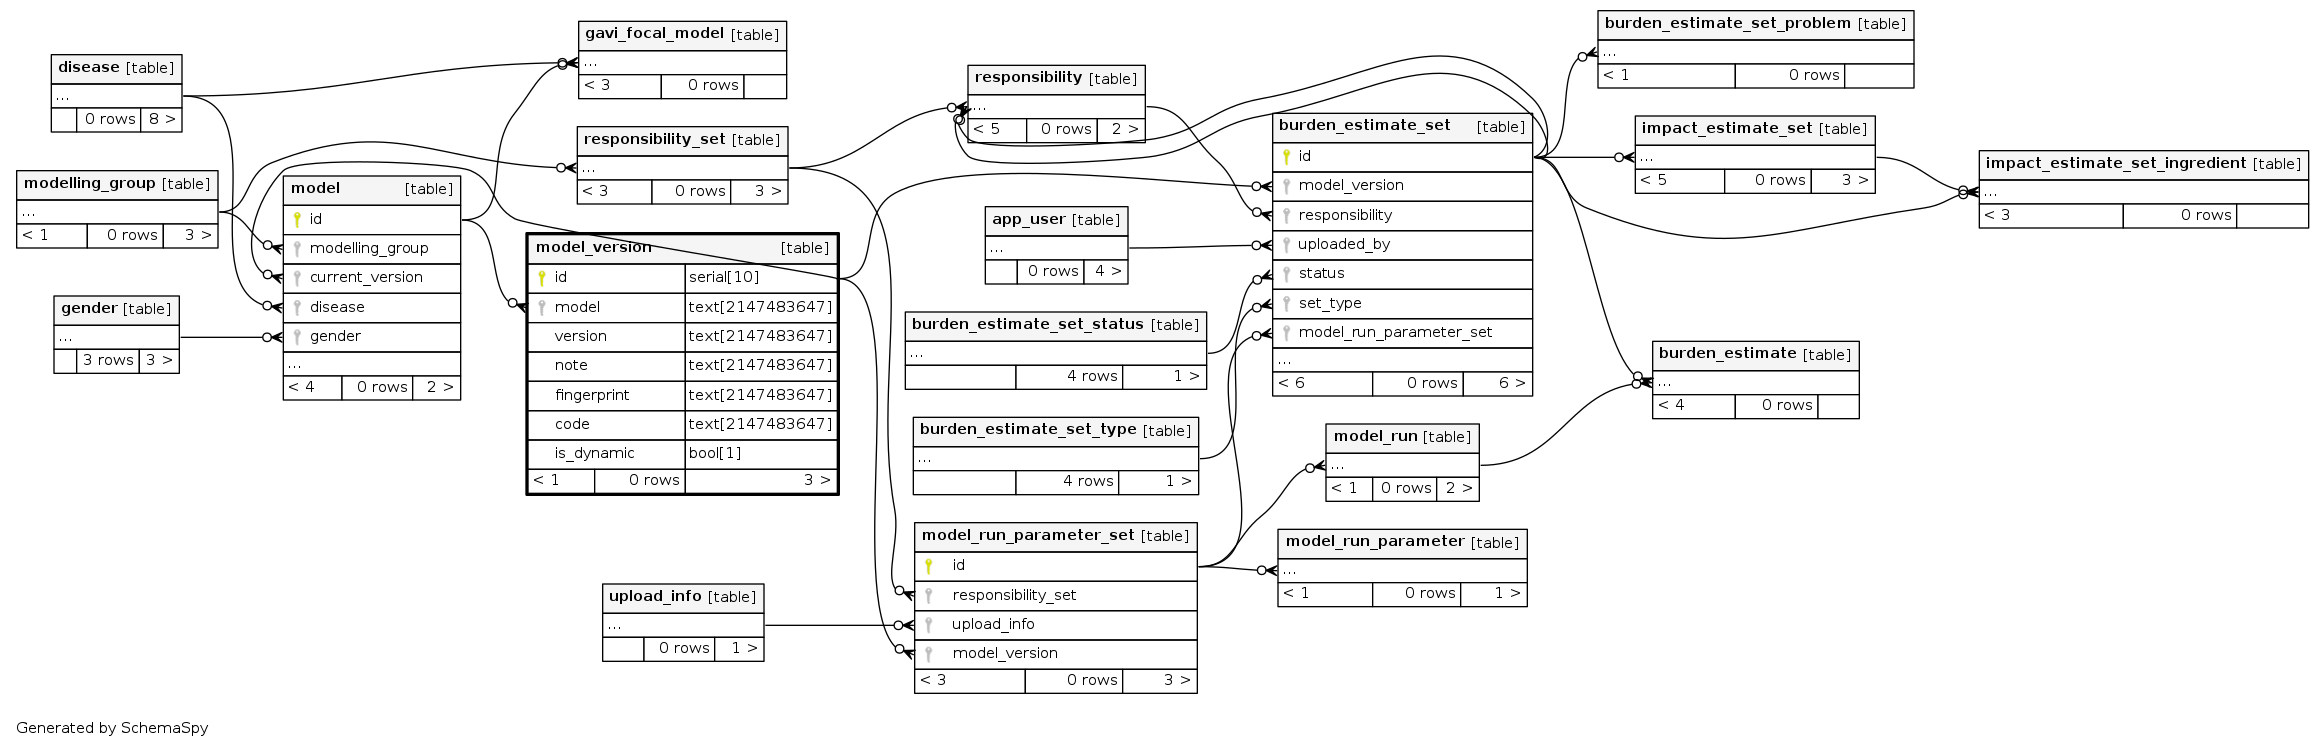 disease [table]
...
0 rows 8 >
modelling_group [table]
...
< 1 0 rows 3 >
gender [table]
...
3 rows 3 >
model [table]
id
modelling_group
current_version
disease
gender
...
< 4 0 rows 2 >
gavi_focal_model [table]
...
< 3 0 rows
responsibility_set [table]
...
< 3 0 rows 3 >
model_version [table]
id serial[10]
model text[2147483647]
version text[2147483647]
note text[2147483647]
fingerprint text[2147483647]
code text[2147483647]
is_dynamic bool[1]
< 1 0 rows 3 >
upload_info [table]
...
0 rows 1 >
responsibility [table]
...
< 5 0 rows 2 >
app_user [table]
...
0 rows 4 >
burden_estimate_set_status [table]
...
4 rows 1 >
burden_estimate_set_type [table]
...
4 rows 1 >
model_run_parameter_set [table]
id
responsibility_set
upload_info
model_version
< 3 0 rows 3 >
burden_estimate_set [table]
id
model_version
responsibility
uploaded_by
status
set_type
model_run_parameter_set
...
< 6 0 rows 6 >
model_run [table]
...
< 1 0 rows 2 >
model_run_parameter [table]
...
< 1 0 rows 1 >
burden_estimate_set_problem [table]
...
< 1 0 rows
impact_estimate_set [table]
...
< 5 0 rows 3 >
burden_estimate [table]
...
< 4 0 rows
impact_estimate_set_ingredient [table]
...
< 3 0 rows
Generated by SchemaSpy